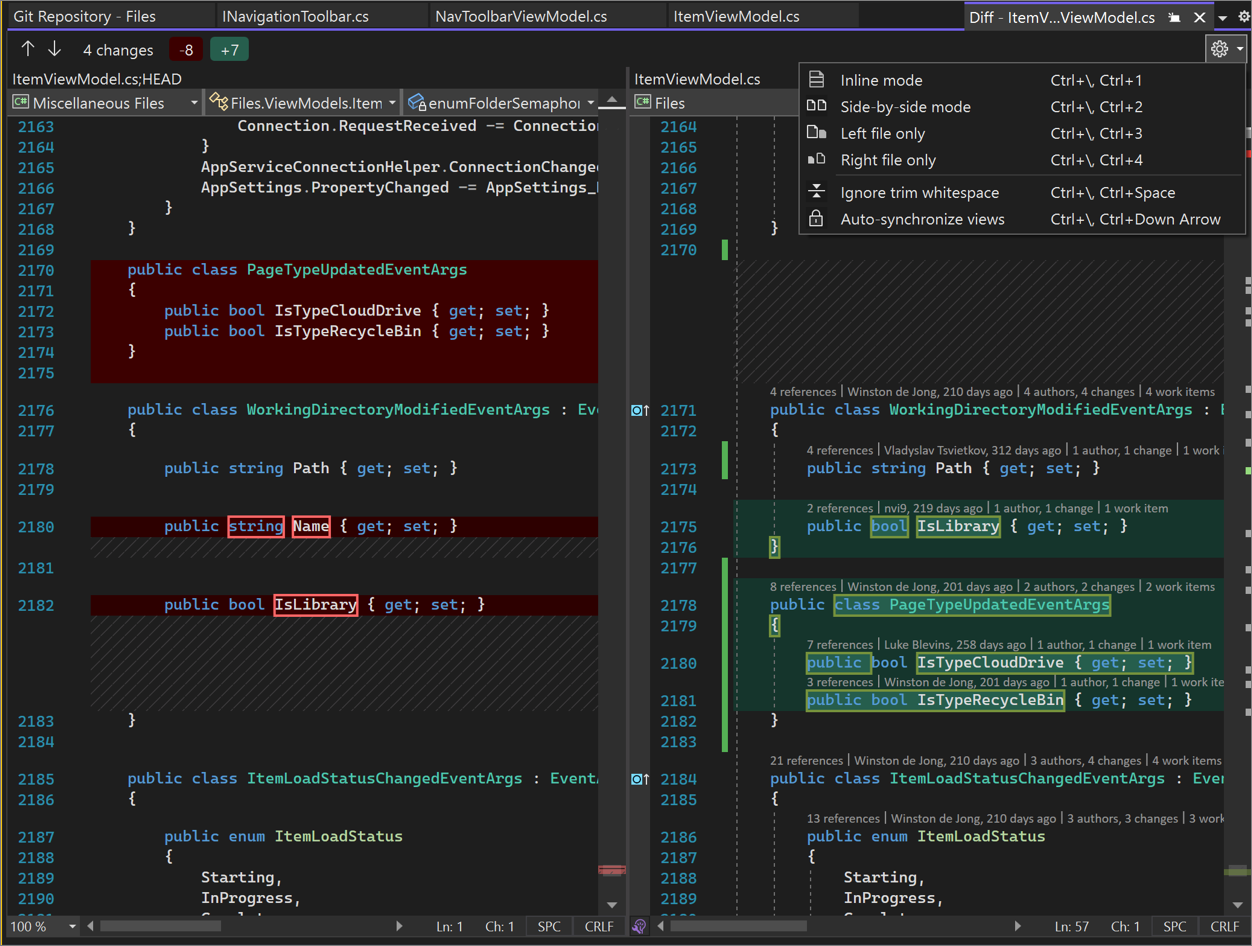 Git Repository - Files
INavigationToolbar.cs
NavToolbarViewModel.cs
ItemViewModel.cs
Diff - ItemV...ViewModel.cs
4 changes
-8
+7
ItemViewModel.cs;HEAD
Miscellaneous Files
Files.ViewModels.Item
enumFolderSemaphor
2163 Connection.RequestReceived -= Connection
2164 }
2165 AppServiceConnectionHelper.ConnectionChanged
2166 AppSettings.PropertyChanged -= AppSettings_
2167 }
2168 }
2169
2170 public class PageTypeUpdatedEventArgs
2171 {
2172 public bool IsTypeCloudDrive { get; set; }
2173 public bool IsTypeRecycleBin { get; set; }
2174 }
2175
2176 public class WorkingDirectoryModifiedEventArgs : Ev
2177 {
2178 public string Path { get; set; }
2179
2180 public string Name { get; set; }
2181
2182 public bool IsLibrary { get; set; }
2183 }
2184
2185 public class ItemLoadStatusChangedEventArgs : Event
2186 {
2187 public enum ItemLoadStatus
2188 {
2189 Starting,
2190 InProgress,
100 %
Ln: 1
Ch: 1
SPC
CRLF
ItemViewModel.cs
C# Files
Inline mode Ctrl+\, Ctrl+1
Side-by-side mode Ctrl+\, Ctrl+2
Left file only Ctrl+\, Ctrl+3
Right file only Ctrl+\, Ctrl+4
Ignore trim whitespace Ctrl+\, Ctrl+Space
Auto-synchronize views Ctrl+\, Ctrl+Down Arrow
2164
2165
2166
2167
2168
2169 }
2170
4 references | Winston de Jong, 210 days ago | 4 authors, 4 changes | 4 work items
2171 public class WorkingDirectoryModifiedEventArgs : E
2172 {
4 references | Vladyslav Tsvietkov, 312 days ago | 1 author, 1 change | 1 work
2173 public string Path { get; set; }
2174
2 references | nvi9, 219 days ago | 1 author, 1 change | 1 work item
2175 public bool IsLibrary { get; set; }
2176 }
2177
8 references | Winston de Jong, 201 days ago | 2 authors, 2 changes | 2 work items
2178 public class PageTypeUpdatedEventArgs
2179 {
7 references | Luke Blevins, 258 days ago | 1 author, 1 change | 1 work item
2180 public bool IsTypeCloudDrive { get; set; }
3 references | Winston de Jong, 201 days ago | 1 author, 1 change | 1 work ite
2181 public bool IsTypeRecycleBin { get; set; }
2182 }
2183
21 references | Winston de Jong, 210 days ago | 3 authors, 4 changes | 4 work items
2184 public class ItemLoadStatusChangedEventArgs : Even
2185 {
13 references | Winston de Jong, 210 days ago | 3 authors, 3 changes | 3 work
2186 public enum ItemLoadStatus
2187 {
2188 Starting,
2189 InProgress,
Ln: 57
Ch: 1
SPC
CRLF